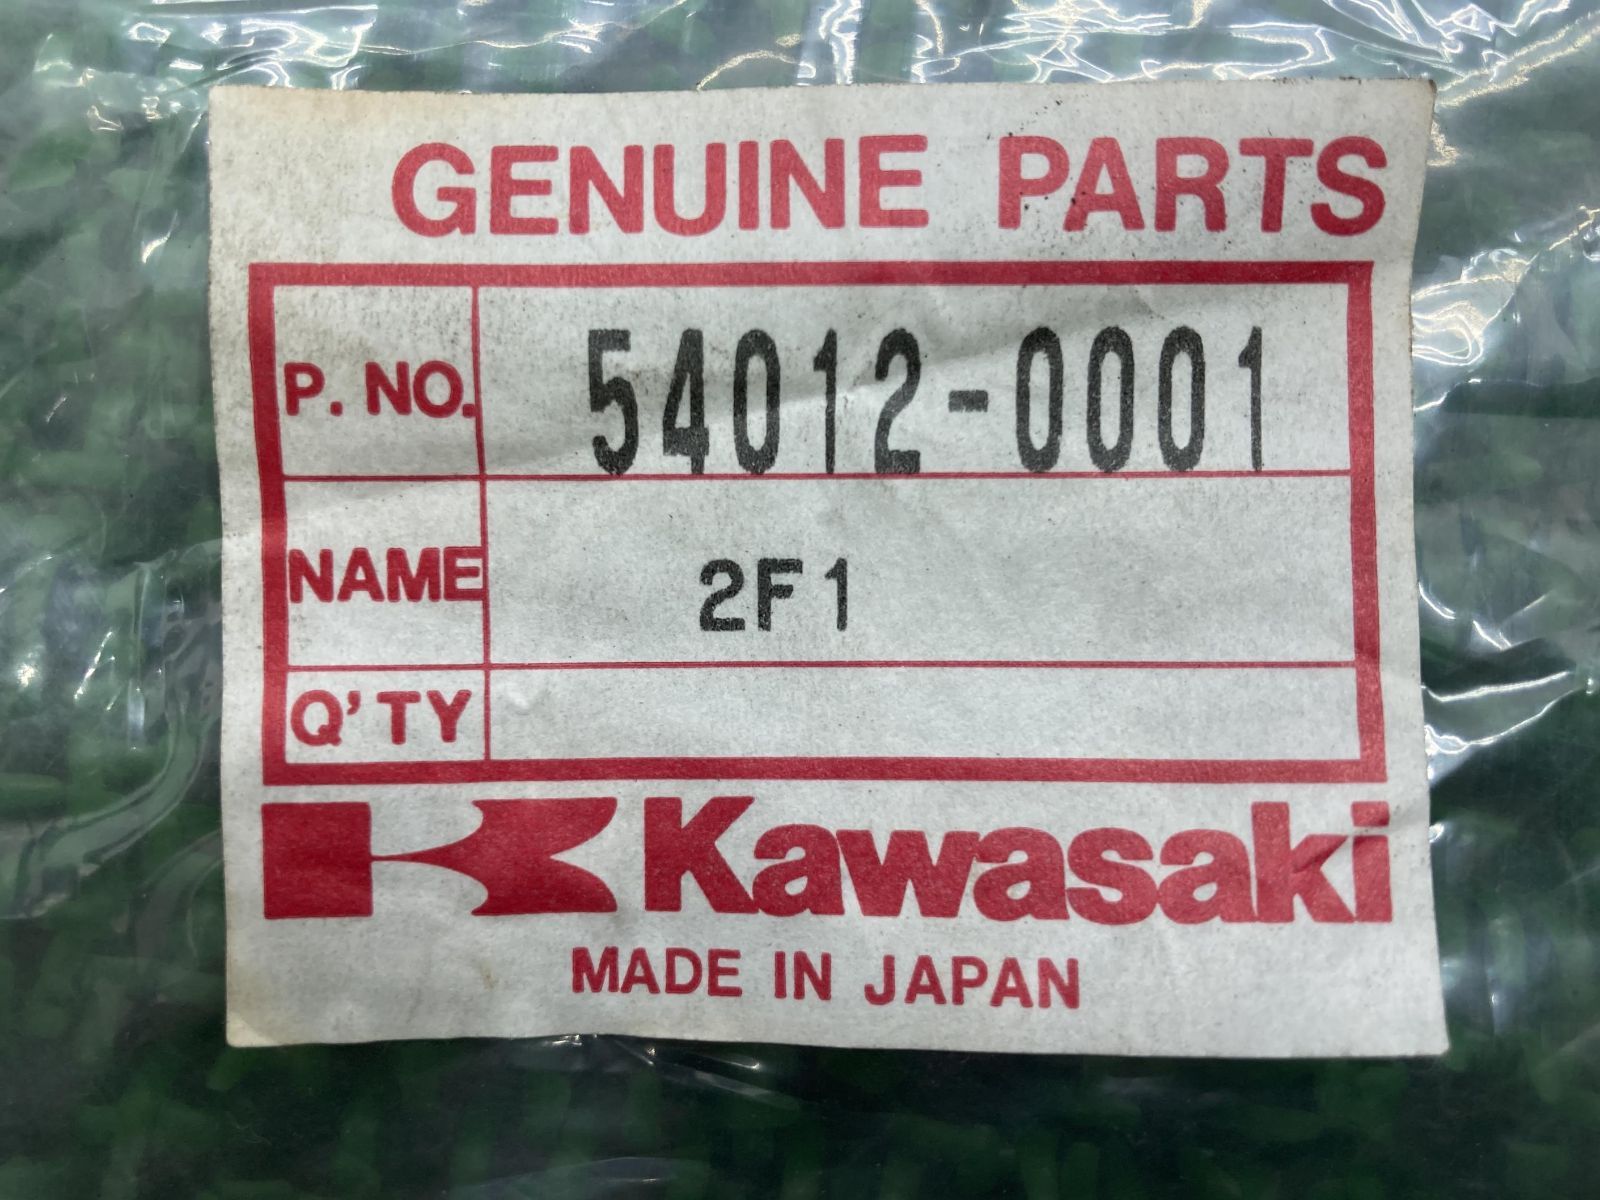 GENUINE PARTS
P. NO. 54012-0001
NAME 2F1
Q'TY
Kawasaki
MADE IN JAPAN